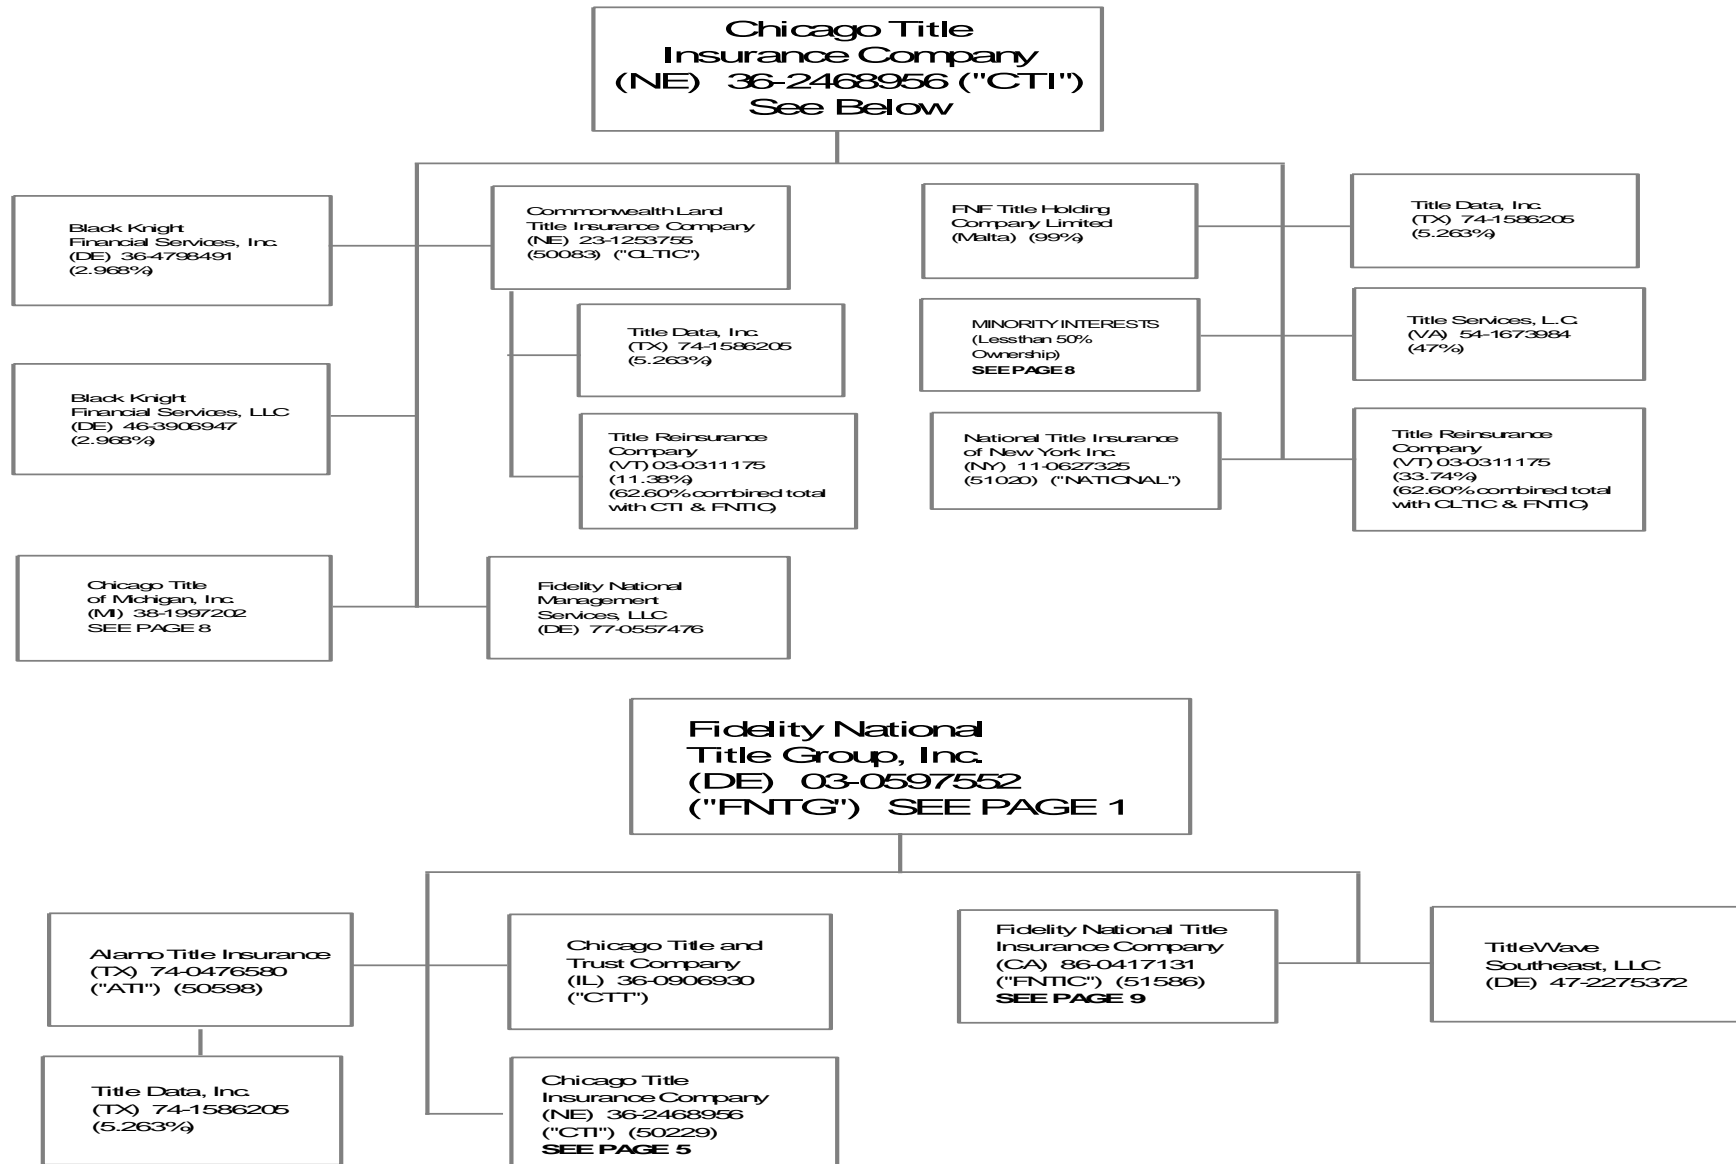 Chicago Title
Insurance Company
(NE) 36-2468956 ("CTI")
See Below
Black Knight
Financial Services, Inc.
(DE) 36-4798491
(2.968%)
Commonwealth Land
Title Insurance Company
(NE) 23-1253755
(50083) ("CLTIC")
FNF Title Holding
Company Limited
(Malta) (99%)
Title Data, Inc.
(TX) 74-1586205
(5.263%)
Title Data, Inc.
(TX) 74-1586205
(5.263%)
MINORITY INTERESTS
(Less than 50%
Ownership)
SEE PAGE 8
Title Services, L.C.
(VA) 54-1673984
(47%)
Black Knight
Financial Services, LLC
(DE) 46-3906947
(2.968%)
Title Reinsurance
Company
(VT) 03-0311175
(11.38%)
(62.60% combined total
with CTI & FNTIC)
National Title Insurance
of New York Inc.
(NY) 11-0627325
(51020) ("NATIONAL")
Title Reinsurance
Company
(VT) 03-0311175
(33.74%)
(62.60% combined total
with CLTIC & FNTIC)
Chicago Title
of Michigan, Inc.
(MI) 38-1997202
SEE PAGE 8
Fidelity National
Management
Services, LLC
(DE) 77-0557476
Fidelity National
Title Group, Inc.
(DE) 03-0597552
("FNTG") SEE PAGE 1
Alamo Title Insurance
(TX) 74-0476580
("ATI") (50598)
Chicago Title and
Trust Company
(IL) 36-0906930
("CTT")
Fidelity National Title
Insurance Company
(CA) 86-0417131
("FNTIC") (51586)
SEE PAGE 9
TitleWave
Southeast, LLC
(DE) 47-2275372
Title Data, Inc.
(TX) 74-1586205
(5.263%)
Chicago Title
Insurance Company
(NE) 36-2468956
("CTI") (50229)
SEE PAGE 5